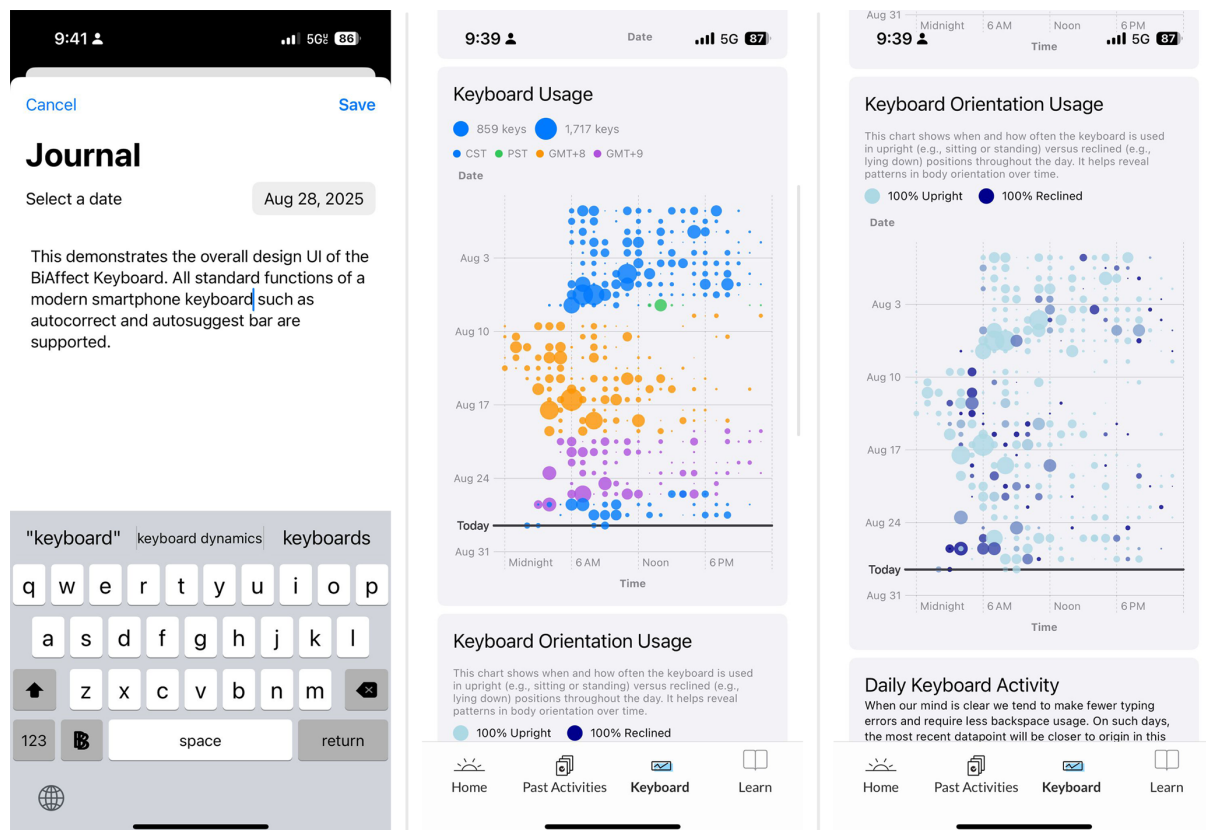 9:41
5G UC 86
Cancel
Save
Journal
Select a date
Aug 28, 2025
This demonstrates the overall design UI of the
BiAffect Keyboard. All standard functions of a
modern smartphone keyboard such as
autocorrect and autosuggest bar are
supported.
"keyboard" keyboard dynamics keyboards
q w e r t y u i o p
a s d f g h j k l
z x c v b n m
123 space return
9:39
Date
5G 87
Keyboard Usage
859 keys 1,717 keys
CST PST GMT+8 GMT+9
Date
Aug 3
Aug 10
Aug 17
Aug 24
Today
Aug 31
Midnight 6 AM Noon 6 PM
Time
Keyboard Orientation Usage
This chart shows when and how often the keyboard is used
in upright (e.g., sitting or standing) versus reclined (e.g.,
lying down) positions throughout the day. It helps reveal
patterns in body orientation over time.
100% Upright 100% Reclined
Home Past Activities Keyboard Learn
Aug 31
Midnight 6 AM Noon 6 PM
9:39
Time
5G 87
Keyboard Orientation Usage
This chart shows when and how often the keyboard is used
in upright (e.g., sitting or standing) versus reclined (e.g.,
lying down) positions throughout the day. It helps reveal
patterns in body orientation over time.
100% Upright 100% Reclined
Date
Aug 3
Aug 10
Aug 17
Aug 24
Today
Aug 31
Midnight 6 AM Noon 6 PM
Time
Daily Keyboard Activity
When our mind is clear we tend to make fewer typing
errors and require less backspace usage. On such days,
the most recent datapoint will be closer to origin in this
Home Past Activities Keyboard Learn